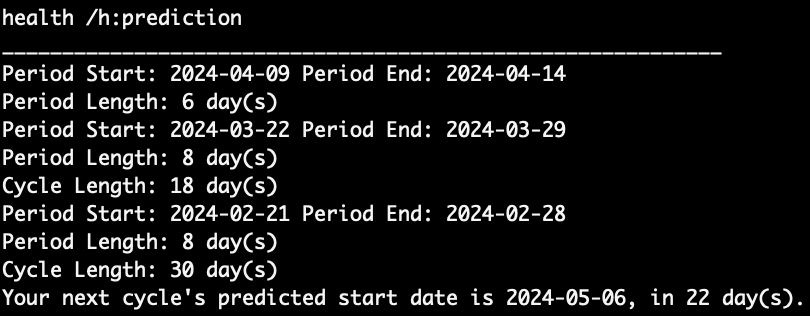 health /h:prediction
____________________________________________________________
Period Start: 2024-04-09 Period End: 2024-04-14
Period Length: 6 day(s)
Period Start: 2024-03-22 Period End: 2024-03-29
Period Length: 8 day(s)
Cycle Length: 18 day(s)
Period Start: 2024-02-21 Period End: 2024-02-28
Period Length: 8 day(s)
Cycle Length: 30 day(s)
Your next cycle's predicted start date is 2024-05-06, in 22 day(s).